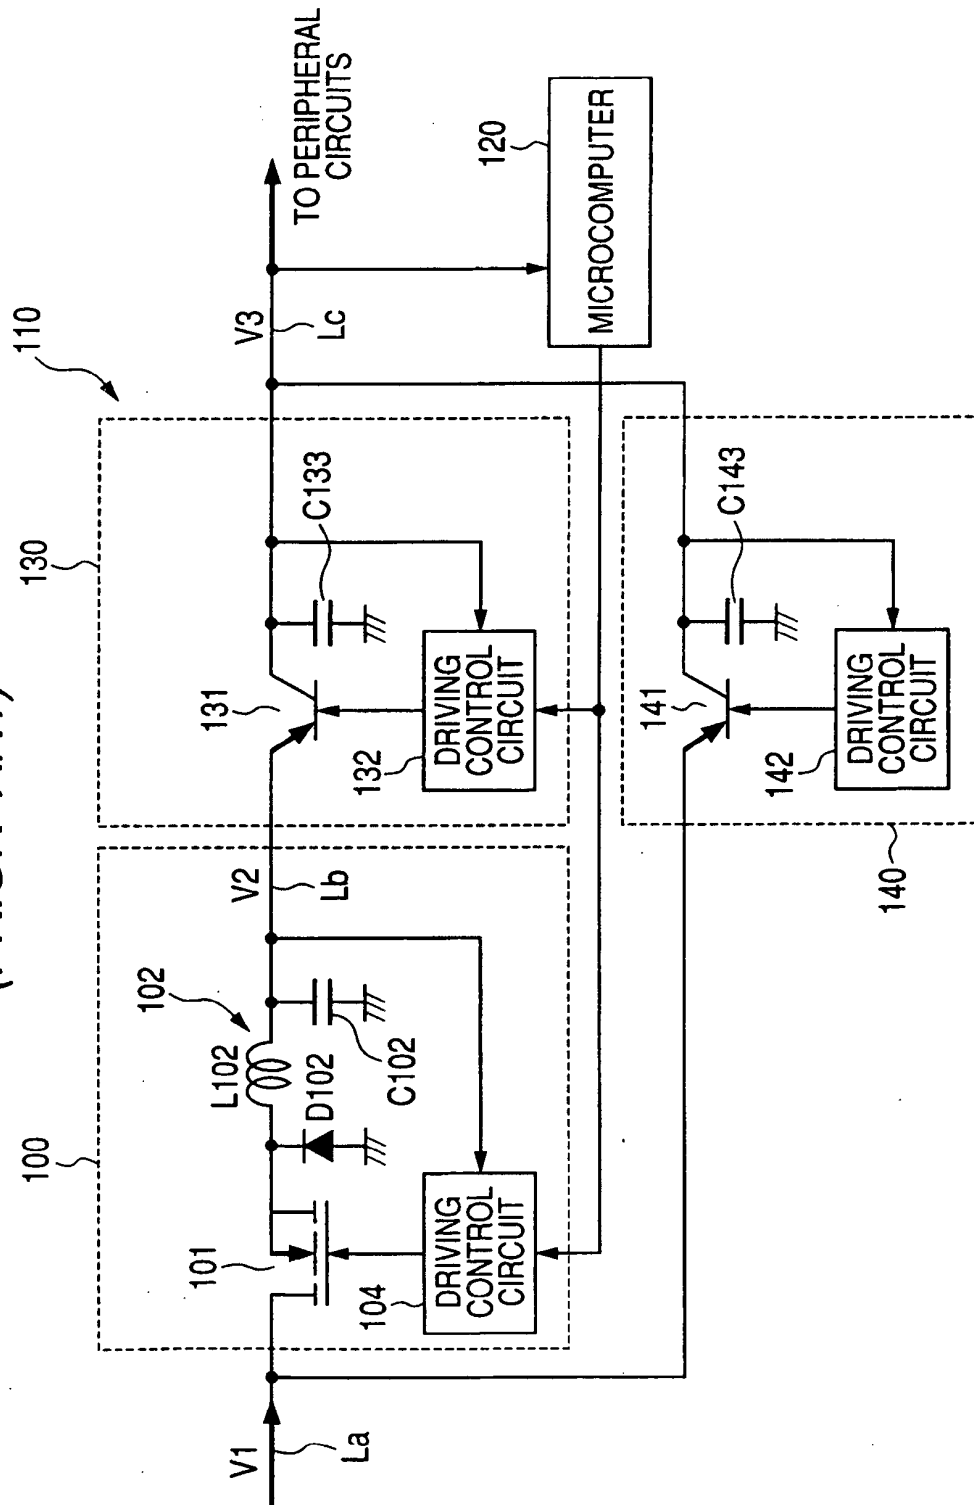 110
TO PERIPHERAL
CIRCUITS
100
130
102
L102
D102
C102
101
104
DRIVING
CONTROL
CIRCUIT
V1
La
V2
Lb
131
C133
132
DRIVING
CONTROL
CIRCUIT
V3
Lc
120
MICROCOMPUTER
140
141
C143
142
DRIVING
CONTROL
CIRCUIT